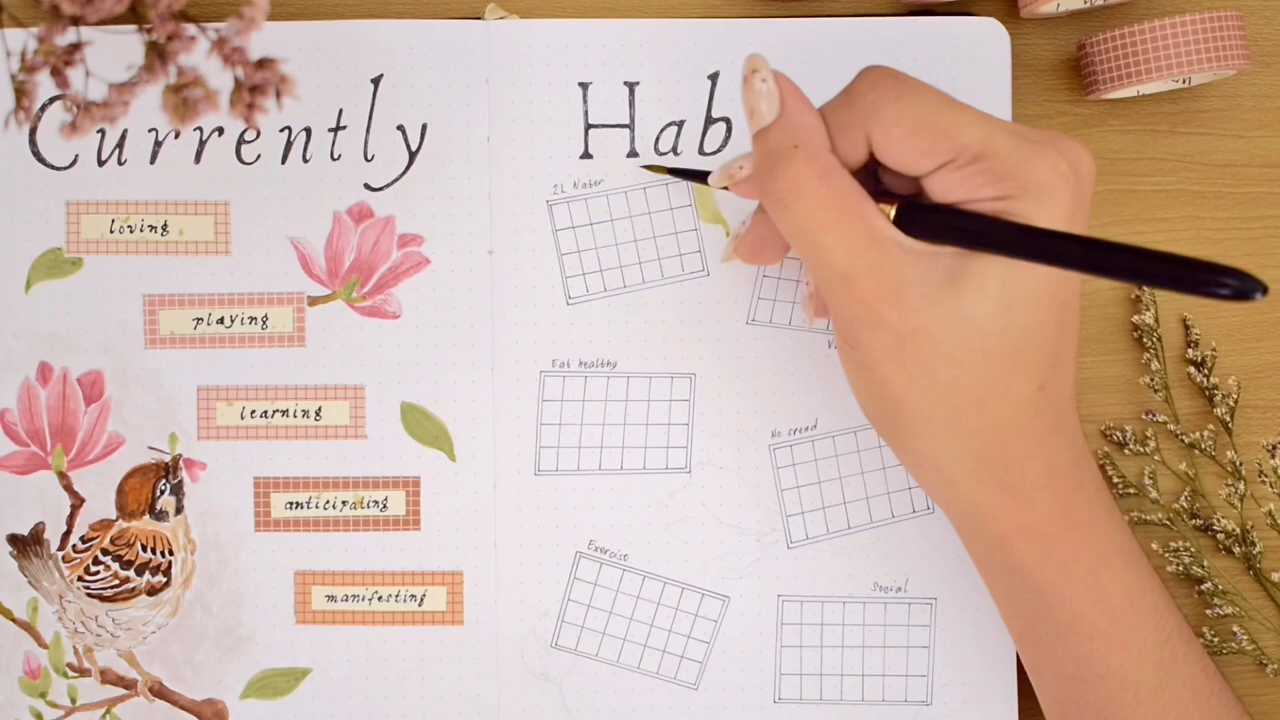 Currently
loving
playing
learning
anticipating
manifesting
Hab
2L Water
Eat healthy
No spend
Exercise
Social